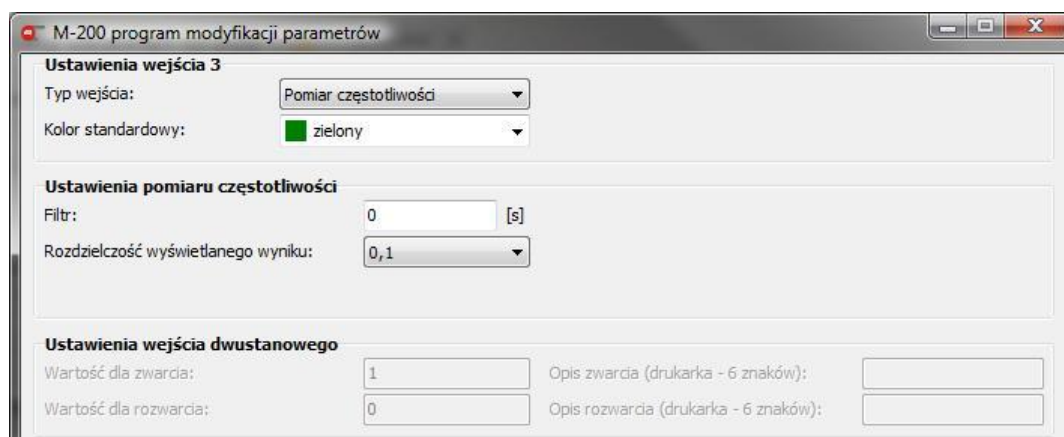 M-200 program modyfikacji parametrów
Ustawienia wejścia 3
Typ wejścia: Pomiar częstotliwości
Kolor standardowy: zielony
Ustawienia pomiaru częstotliwości
Filtr: 0 [s]
Rozdzielczość wyświetlanego wyniku: 0,1
Ustawienia wejścia dwustanowego
Wartość dla zwarcia: 1 Opis zwarcia (drukarka - 6 znaków):
Wartość dla rozwarcia: 0 Opis rozwarcia (drukarka - 6 znaków):